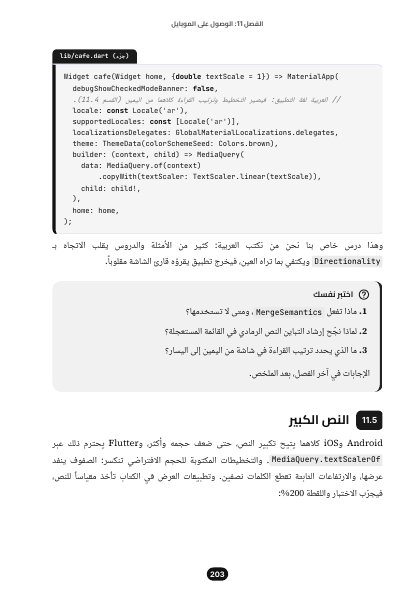 الفصل 11: الوصول على الموبايل
lib/cafe.dart (جزء)
Widget cafe(Widget home, {double textScale = 1}) => MaterialApp(
debugShowCheckedModeBanner: false,
// العربية لغة التطبيق: فيصير التخطيط وترتيب القراءة كلاهما من اليمين (القسم 11.4).
locale: const Locale('ar'),
supportedLocales: const [Locale('ar')],
localizationsDelegates: GlobalMaterialLocalizations.delegates,
theme: ThemeData(colorSchemeSeed: Colors.brown),
builder: (context, child) => MediaQuery(
data: MediaQuery.of(context)
.copyWith(textScaler: TextScaler.linear(textScale)),
child: child!,
),
home: home,
);
وهذا درس خاص بنا نحن من نكتب العربية: كثير من الأمثلة والدروس يقلب الاتجاه بـ
Directionality ويكتفي بما تراه العين، فيخرج تطبيق يقرؤه قارئ الشاشة مقلوباً.
اختبر نفسك
1. ماذا تفعل MergeSemantics، ومتى لا تستخدمها؟
2. لماذا نجّح إرشاد التباين النص الرمادي في القائمة المستعجلة؟
3. ما الذي يحدد ترتيب القراءة في شاشة من اليمين إلى اليسار؟
الإجابات في آخر الفصل، بعد الملخص.
11.5 النص الكبير
Android وiOS كلاهما يتيح تكبير النص، حتى ضعف حجمه وأكثر، وFlutter يحترم ذلك عبر
MediaQuery.textScalerOf. والتخطيطات المكتوبة للحجم الافتراضي تنكسر: الصفوف ينفد
عرضها، والارتفاعات الثابتة تقطع الكلمات نصفين. وتطبيقات العرض في الكتاب تأخذ مقياساً للنص،
فيجرّب الاختبار واللقطة 200%:
203